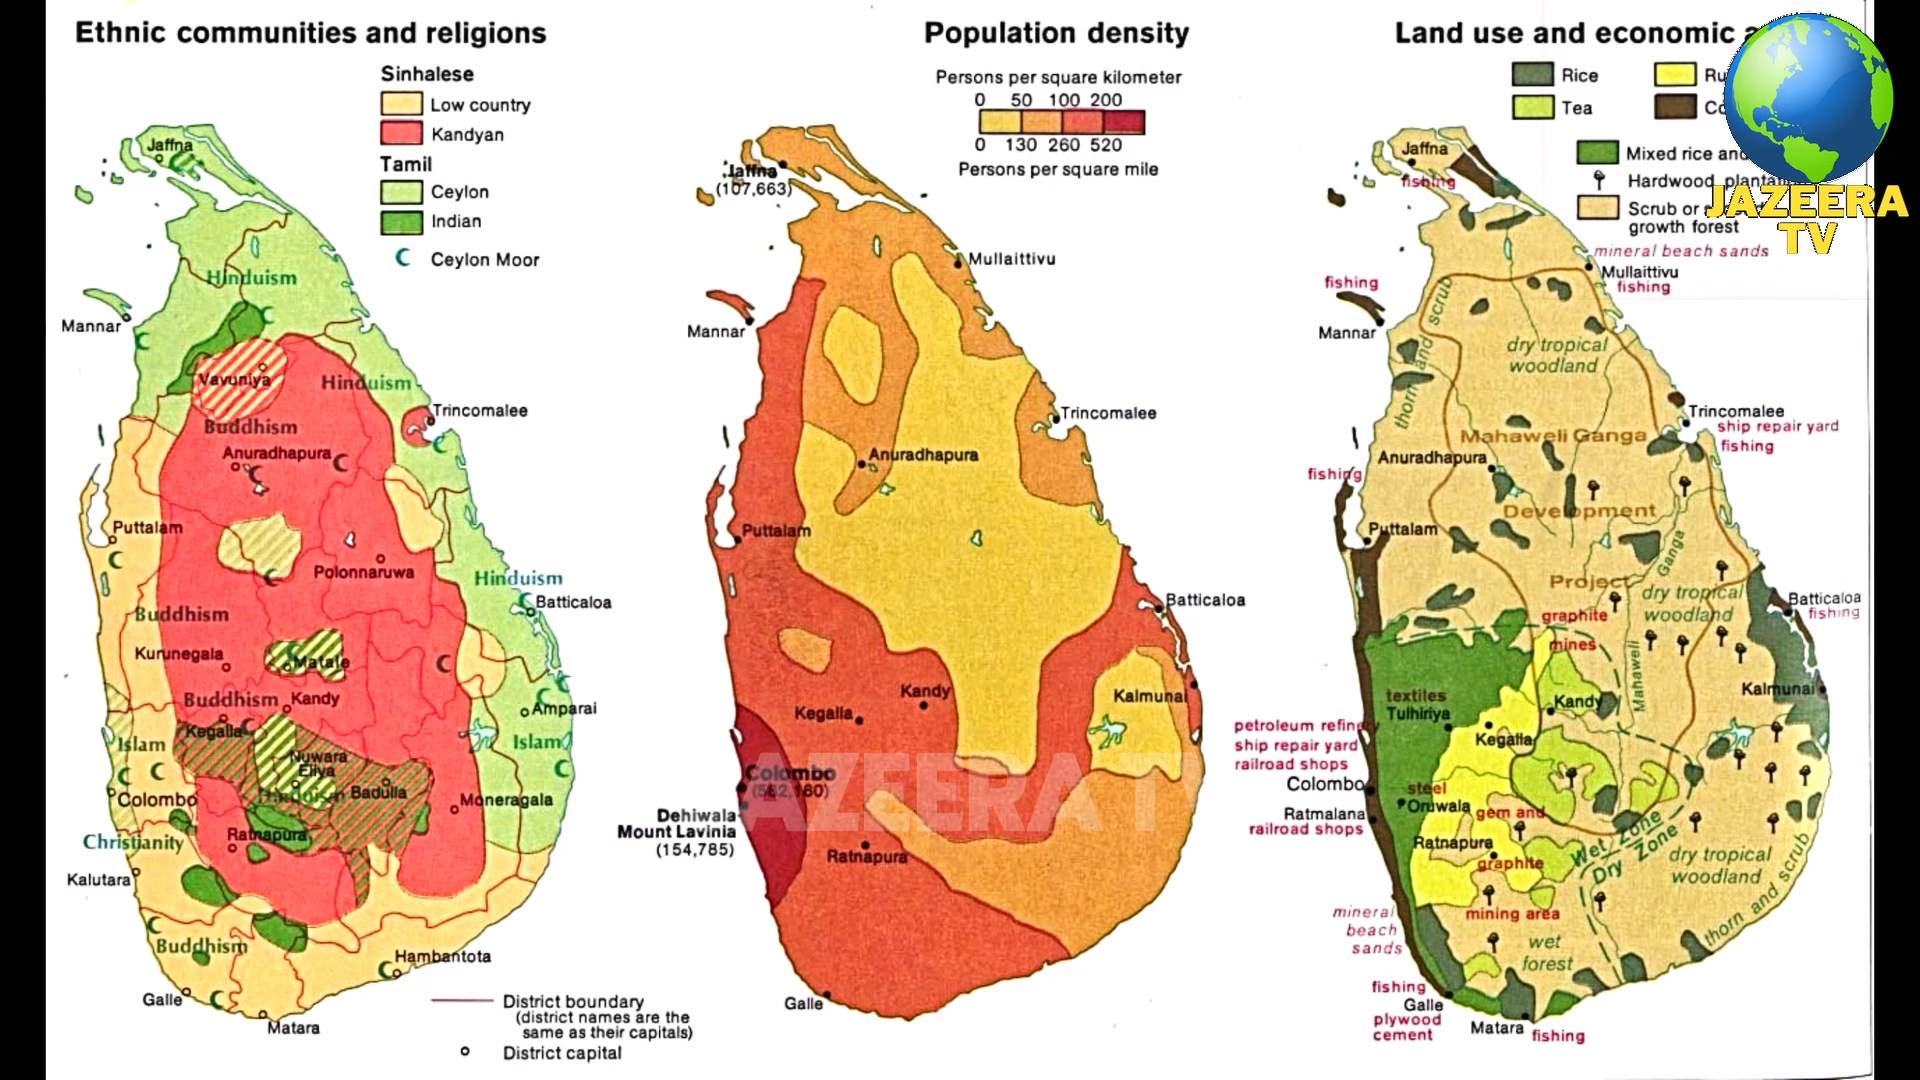 Ethnic communities and religions
Sinhalese
Low country
Kandyan
Tamil
Ceylon
Indian
Ceylon Moor
Jaffna
Hinduism
Mannar
Vavuniya
Hinduism
Buddhism
Trincomalee
Anuradhapura
Puttalam
Polonnaruwa
Hinduism
Batticaloa
Buddhism
Kurunegala
Matale
Buddhism
Kandy
Amparai
Kegalla
Islam
Islam
Nuwara
Eliya
Badulla
Colombo
Moneragala
Ratnapura
Christianity
Kalutara
Buddhism
Hambantota
Galle
Matara
District boundary
(district names are the
same as their capitals)
District capital
Population density
Persons per square kilometer
0 50 100 200
0 130 260 520
Persons per square mile
Jaffna
(107,663)
Mullaittivu
Mannar
Trincomalee
Anuradhapura
Puttalam
Batticaloa
Kandy
Kalmunai
Kegalla
Colombo
Dehiwala
Mount Lavinia
(154,785)
Ratnapura
Galle
AZEERA T
Land use and economic a
Rice
Tea
Mixed rice and
Hardwood
Scrub or
growth forest
JAZEERA
TV
Jaffna
fishing
mineral beach sands
Mullaittivu
fishing
fishing
Mannar
thorn and scrub
dry tropical
woodland
Trincomalee
ship repair yard
fishing
Mahaweli Ganga
Anuradhapura
fishing
Development
Puttalam
Project
Mahaweli Ganga
dry tropical
woodland
Batticaloa
fishing
graphite
mines
textiles
Tulhiriya
Kandy
Kalmunai
petroleum refinery
ship repair yard
railroad shops
Kegalla
Colombo
steel
Oruwala
Ratmalana
railroad shops
gem and
Ratnapura
graphite
Wet Zone
Dry Zone
dry tropical
woodland
thorn and scrub
mineral
beach
sands
mining area
wet
forest
fishing
Galle
plywood
cement
Matara
fishing